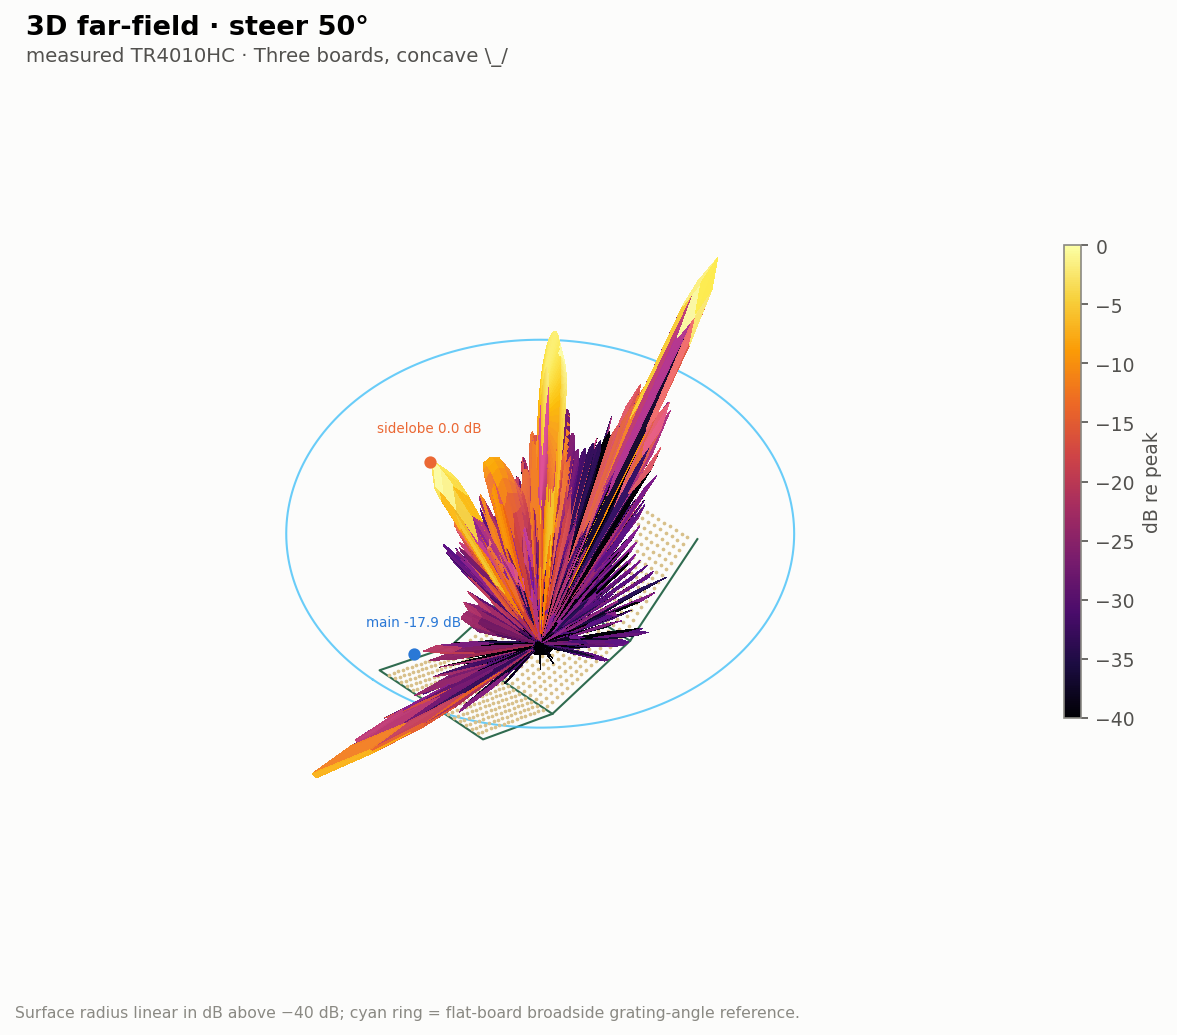 3D far-field · steer 50°
measured TR4010HC · Three boards, concave \_/
sidelobe 0.0 dB
main -17.9 dB
0
−5
−10
−15
−20
−25
−30
−35
−40
dB re peak
Surface radius linear in dB above −40 dB; cyan ring = flat-board broadside grating-angle reference.